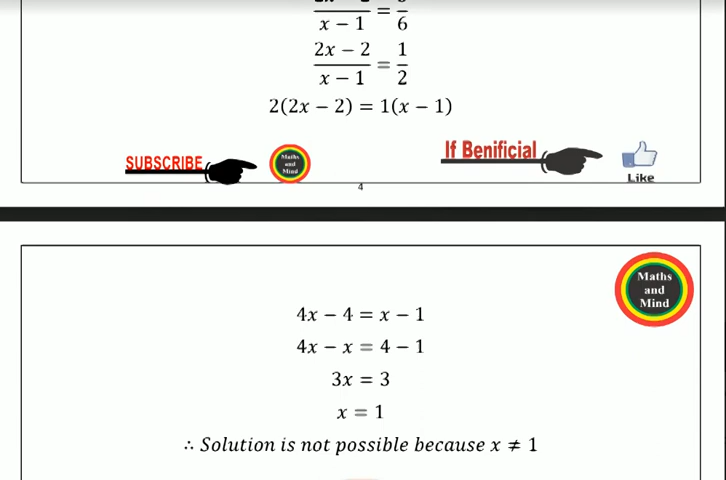 x − 1 = 6
2x − 2 / x − 1 = 1 / 2
2(2x − 2) = 1(x − 1)
SUBSCRIBE
Maths
and
Mind
If Benificial
Like
4
Maths
and
Mind
4x − 4 = x − 1
4x − x = 4 − 1
3x = 3
x = 1
∴ Solution is not possible because x ≠ 1